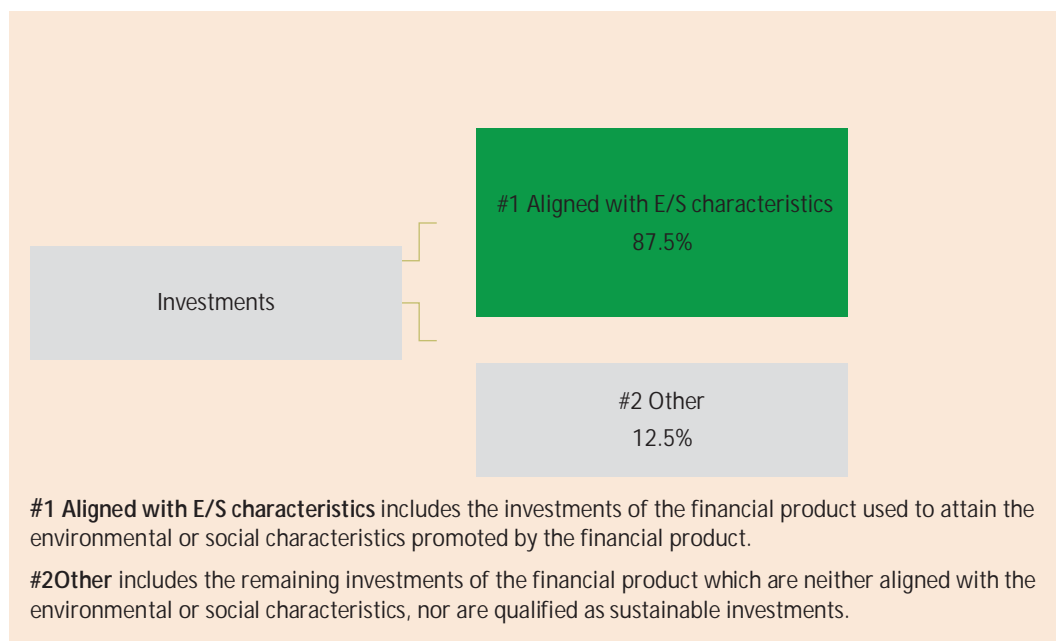 #1 Aligned with E/S characteristics
87.5%
Investments
#2 Other
12.5%
#1 Aligned with E/S characteristics includes the investments of the financial product used to attain the
environmental or social characteristics promoted by the financial product.
#2Other includes the remaining investments of the financial product which are neither aligned with the
environmental or social characteristics, nor are qualified as sustainable investments.